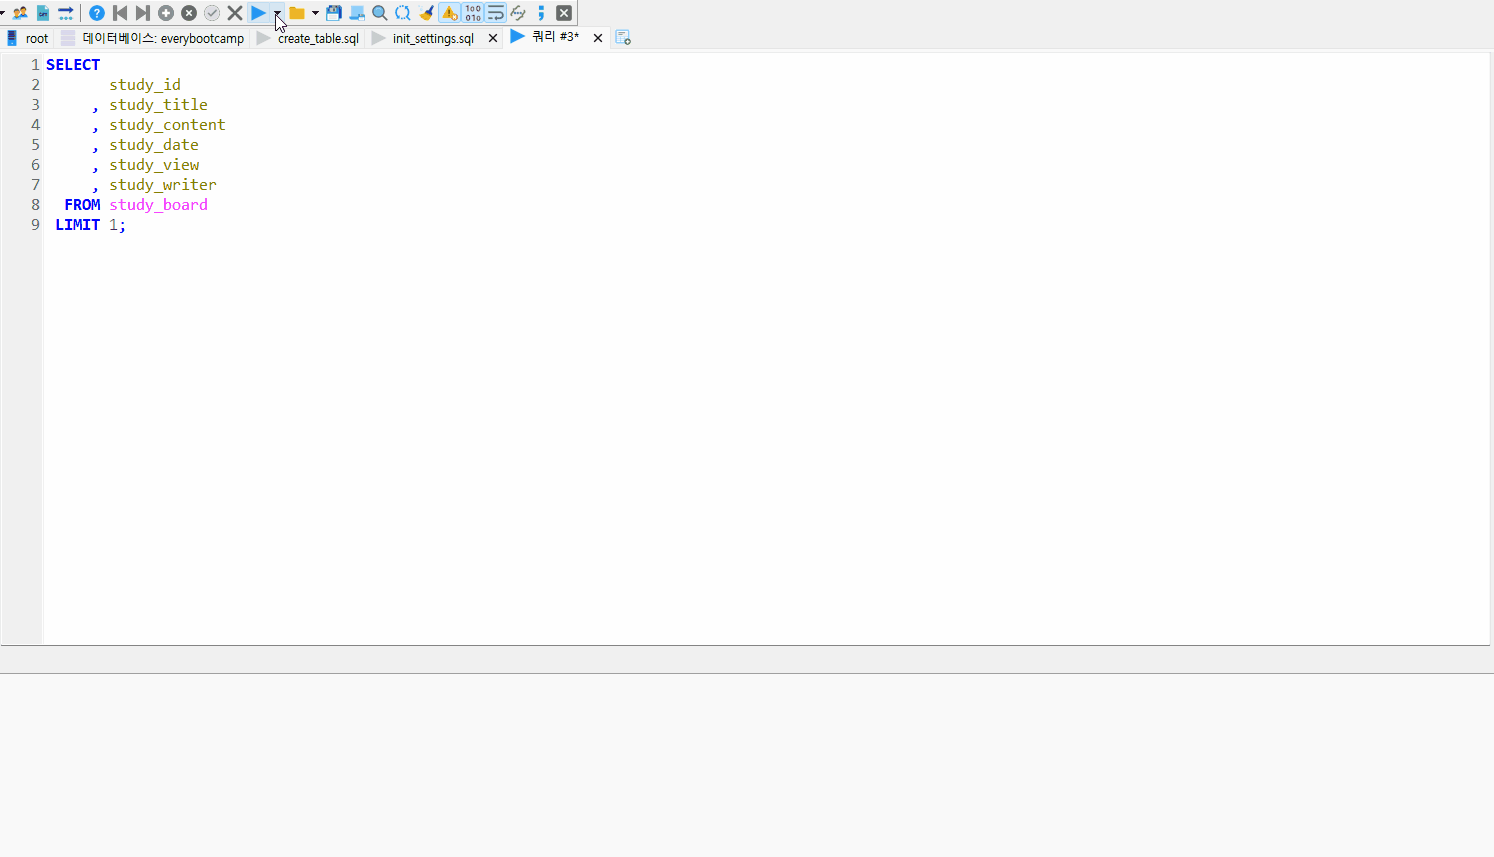 root 데이터베이스: everybootcamp create_table.sql init_settings.sql 쿼리 #3*
1 SELECT
2 study_id
3 , study_title
4 , study_content
5 , study_date
6 , study_view
7 , study_writer
8 FROM study_board
9 LIMIT 1;